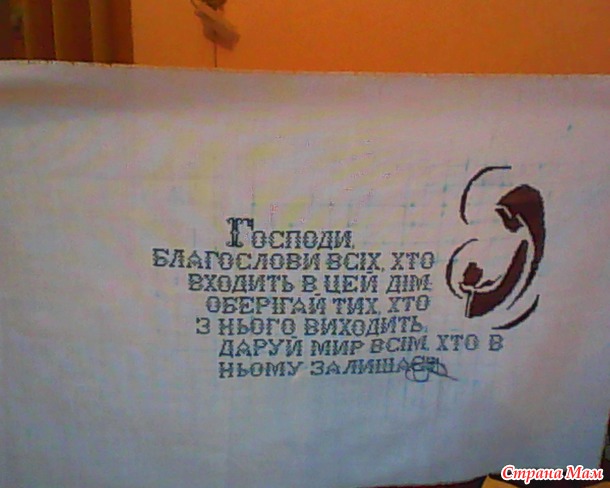 Господи,
БЛАГОСЛОВИ ВСІХ, ХТО
ВХОДИТЬ В ЦЕЙ ДІМ,
ОБЕРІГАЙ ТИХ, ХТО
З НЬОГО ВИХОДИТЬ,
ДАРУЙ МИР ВСІМ, ХТО В
НЬОМУ
Страна Мам